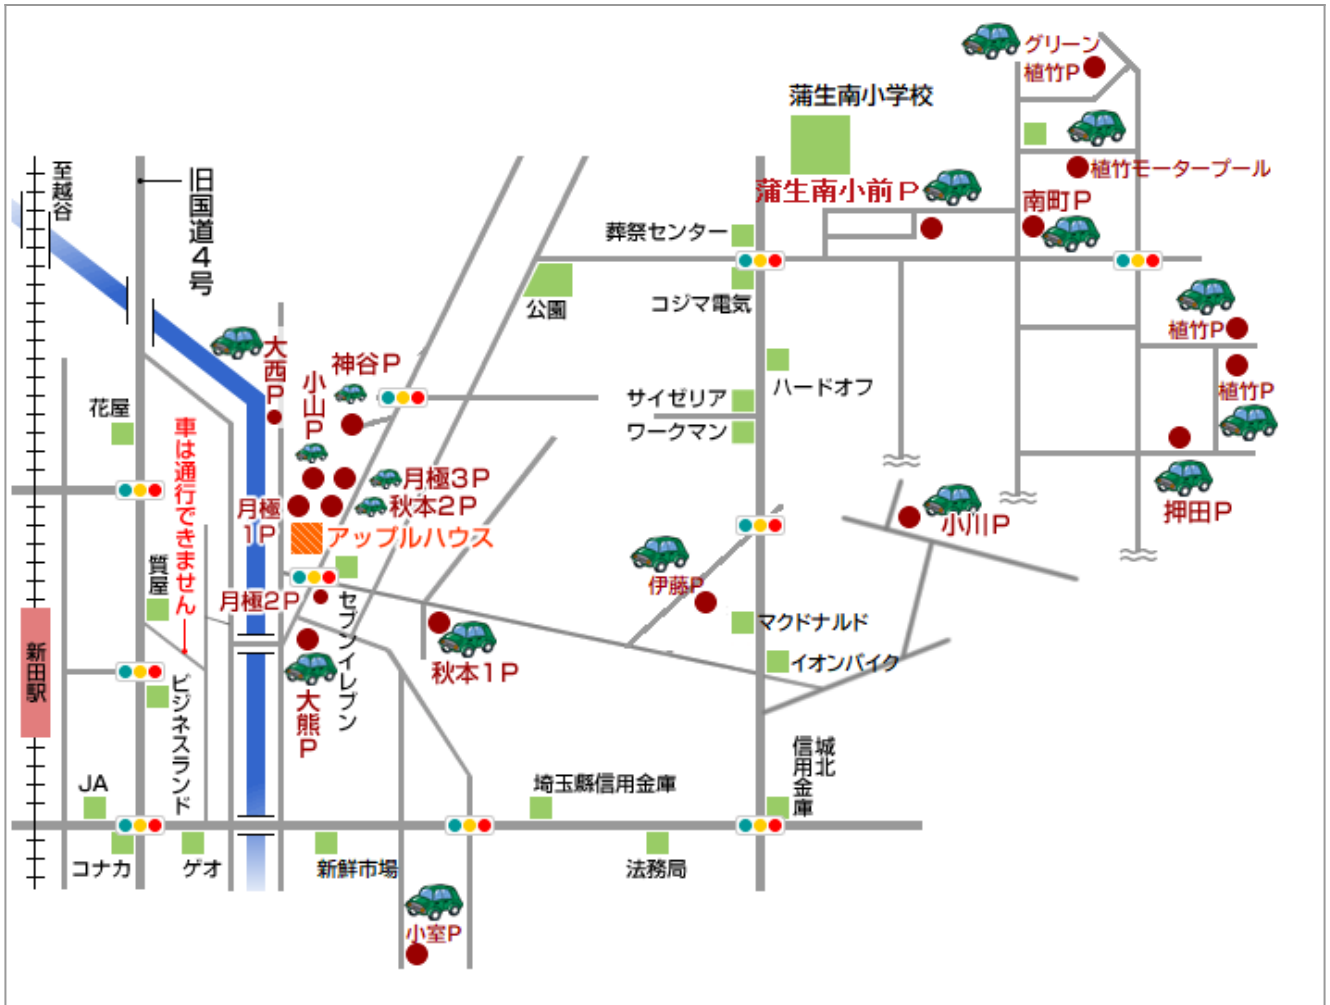 グリーン
植竹P
蒲生南小学校
植竹モータープール
蒲生南小前P
南町P
至越谷
旧国道4号
葬祭センター
コジマ電気
公園
植竹P
植竹P
押田P
大西P
神谷P
小山P
ハードオフ
サイゼリア
ワークマン
花屋
車は通行できません
月極3P
秋本2P
月極
1P
アップルハウス
小川P
質屋
伊藤P
月極2P
セブンイレブン
マクドナルド
イオンバイク
秋本1P
新田駅
ビジネスランド
大熊P
城北
信用金庫
JA
埼玉縣信用金庫
コナカ
ゲオ
新鮮市場
法務局
小室P